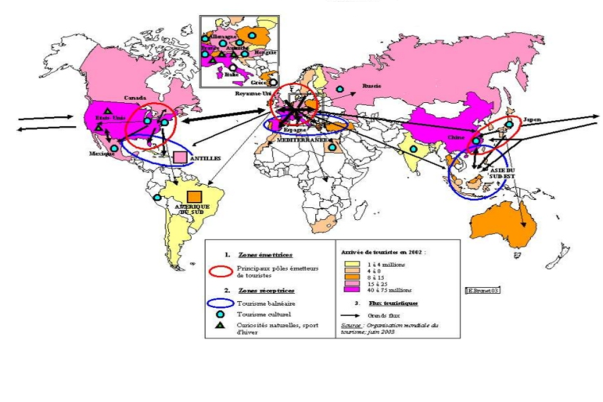 Allemagne
France
Autriche
Hongrie
Italie
Grèce
Royaume-Uni
Russie
Canada
Etats-Unis
Espagne
MEDITERRANEE
Japon
Chine
Mexique
ANTILLES
ASIE DU
SUD EST
AMERIQUE
DU SUD
1. Zones émettrices
Principaux pôles émetteurs
de touristes
2. Zones réceptrices
Tourisme balnéaire
Tourisme culturel
Curiosités naturelles, sport
d'hivers
Arrivée de touristes en 2002 :
1 à 4 millions
4 à 8
8 à 15
15 à 25
40 à 75 millions
3. Flux touristiques
Grands flux
Source : Organisation mondiale du
tourisme, juin 2003